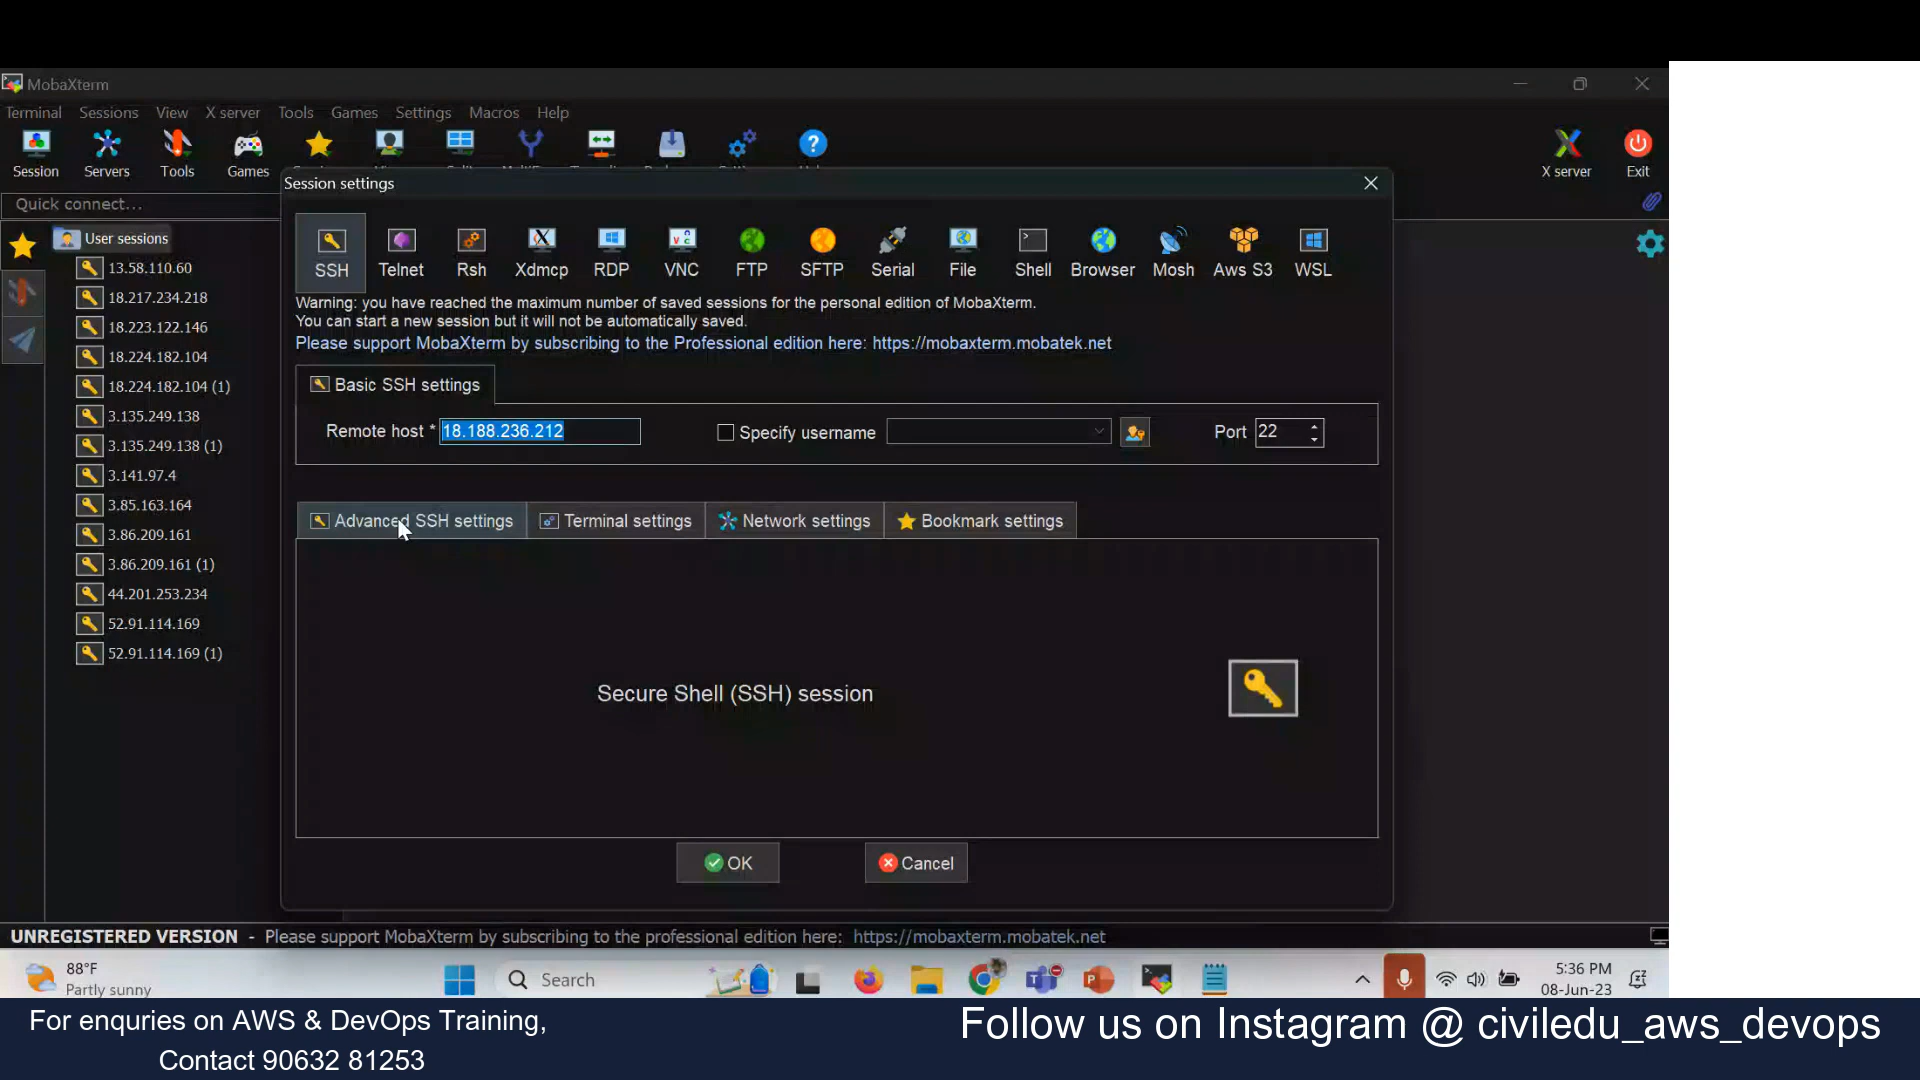 MobaXterm
Terminal Sessions View X server Tools Games Settings Macros Help
Session Servers Tools Games X server Exit
Quick connect...
Session settings
User sessions
13.58.110.60
18.217.234.218
18.223.122.146
18.224.182.104
18.224.182.104 (1)
3.135.249.138
3.135.249.138 (1)
3.141.97.4
3.85.163.164
3.86.209.161
3.86.209.161 (1)
44.201.253.234
52.91.114.169
52.91.114.169 (1)
SSH Telnet Rsh Xdmcp RDP VNC FTP SFTP Serial File Shell Browser Mosh Aws S3 WSL
Warning: you have reached the maximum number of saved sessions for the personal edition of MobaXterm.
You can start a new session but it will not be automatically saved.
Please support MobaXterm by subscribing to the Professional edition here: https://mobaxterm.mobatek.net
Basic SSH settings
Remote host * 18.188.236.212 Specify username Port 22
Advanced SSH settings Terminal settings Network settings Bookmark settings
Secure Shell (SSH) session
OK Cancel
UNREGISTERED VERSION - Please support MobaXterm by subscribing to the professional edition here: https://mobaxterm.mobatek.net
88°F
Partly sunny
Search
5:36 PM
08-Jun-23
For enquries on AWS & DevOps Training,
Contact 90632 81253
Follow us on Instagram @ civiledu_aws_devops